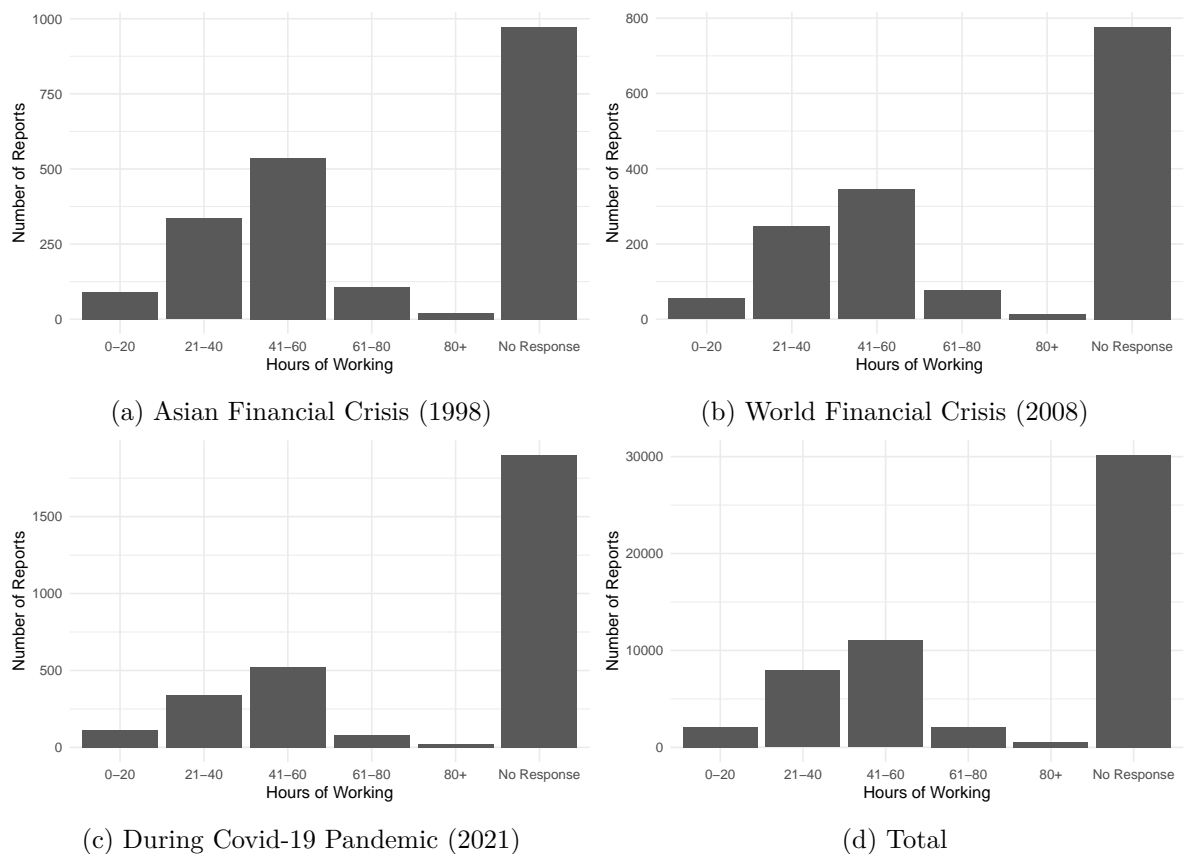 1000
750
500
250
0
Number of Reports
0–20 21–40 41–60 61–80 80+ No Response
Hours of Working
(a) Asian Financial Crisis (1998)
800
600
400
200
0
Number of Reports
0–20 21–40 41–60 61–80 80+ No Response
Hours of Working
(b) World Financial Crisis (2008)
1500
1000
500
0
Number of Reports
0–20 21–40 41–60 61–80 80+ No Response
Hours of Working
(c) During Covid-19 Pandemic (2021)
30000
20000
10000
0
Number of Reports
0–20 21–40 41–60 61–80 80+ No Response
Hours of Working
(d) Total